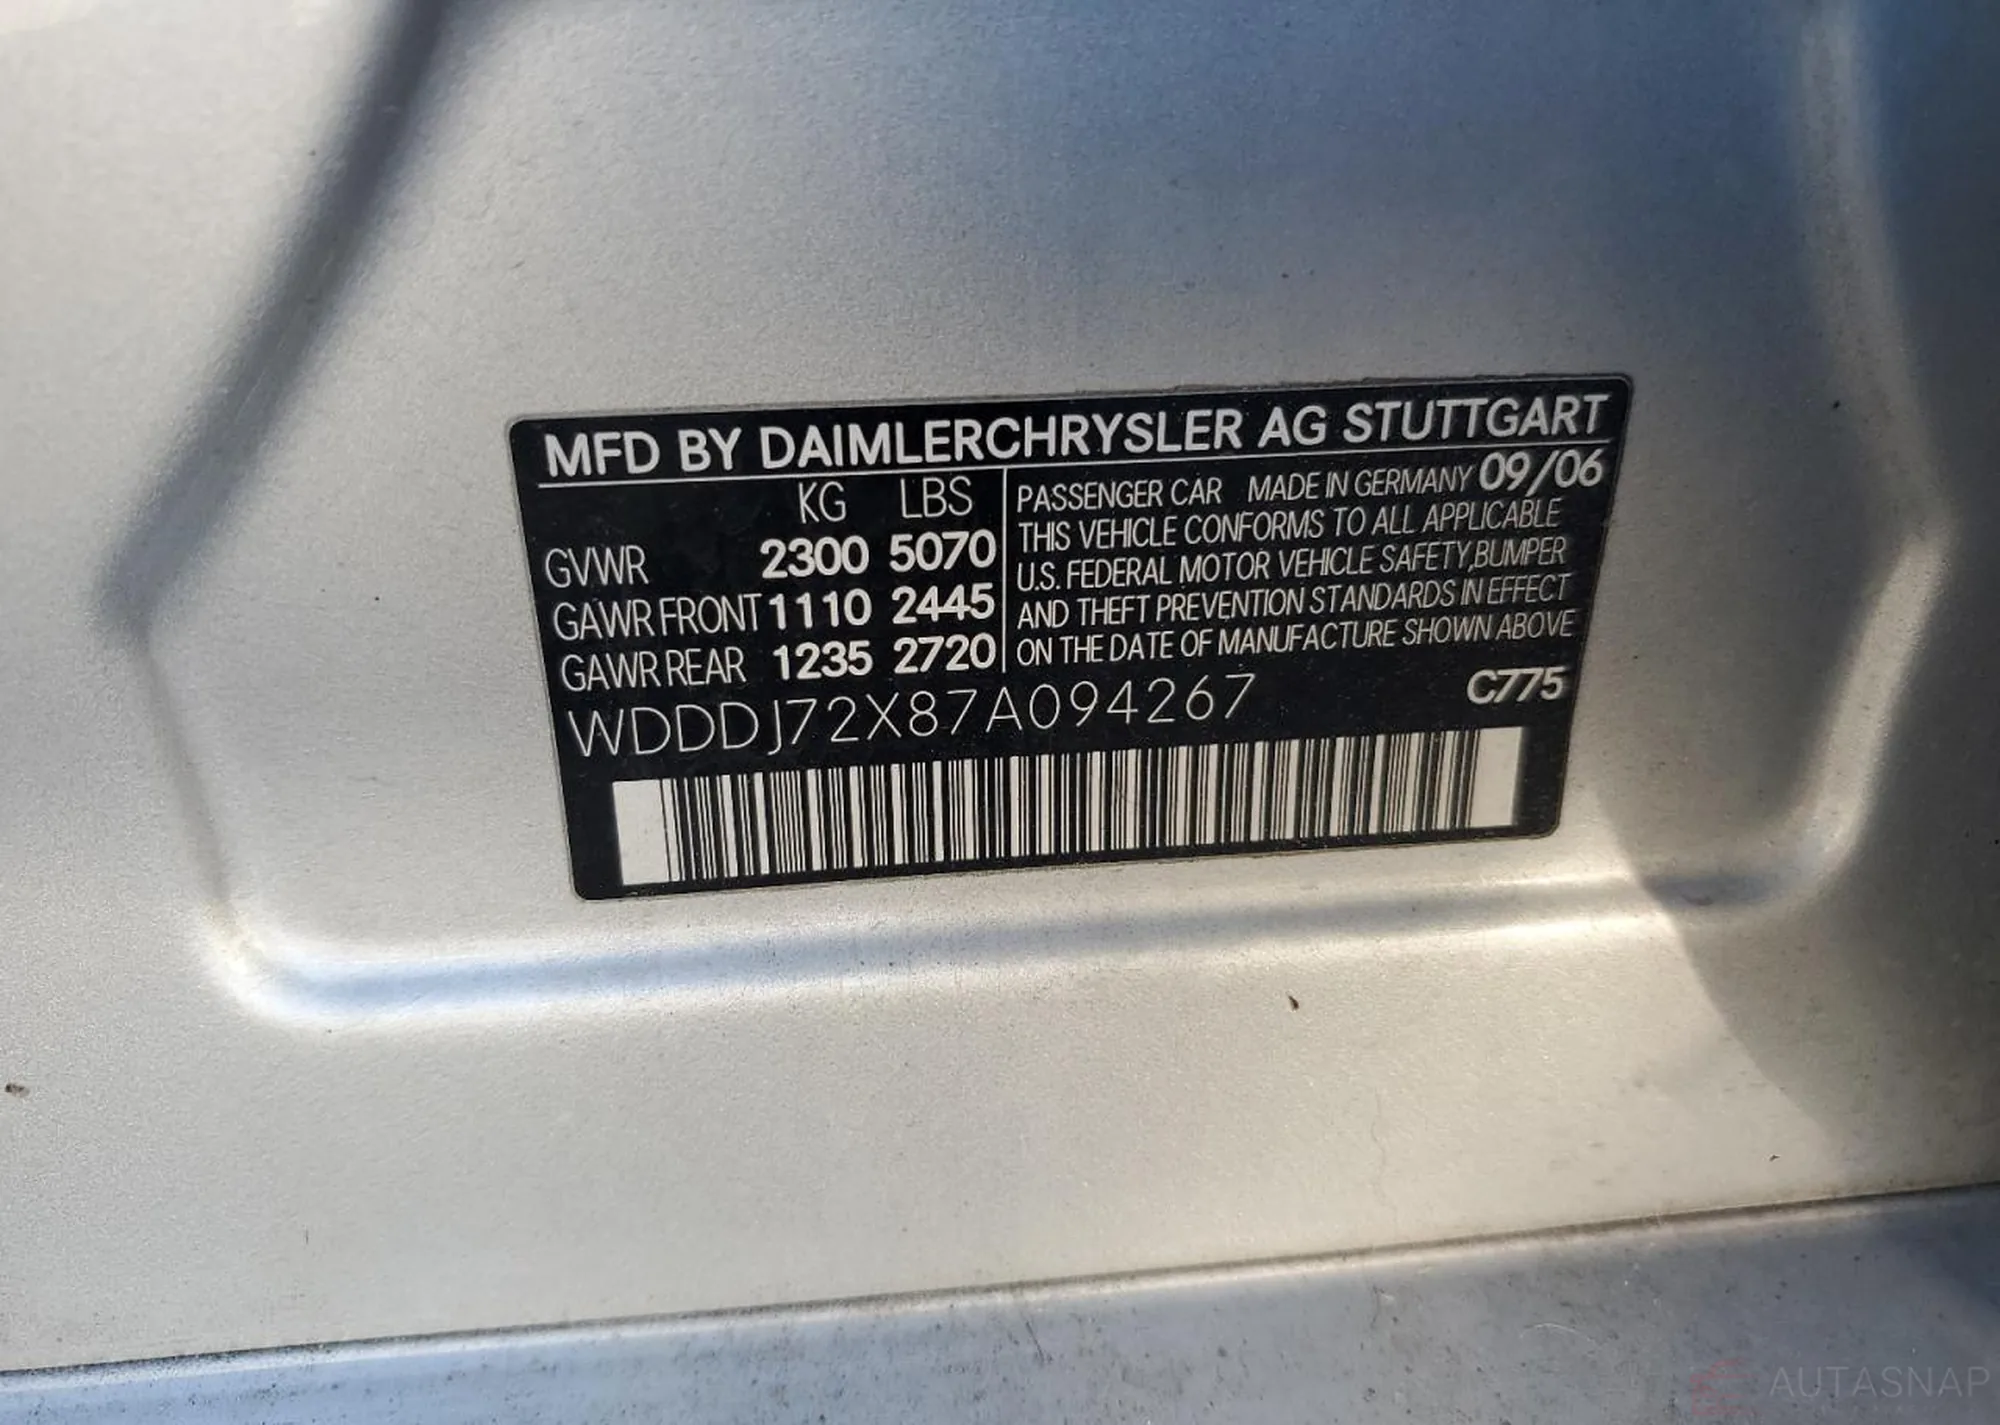 MFD BY DAIMLERCHRYSLER AG STUTTGART
KG LBS
GVWR 2300 5070
GAWR FRONT 1110 2445
GAWR REAR 1235 2720
PASSENGER CAR MADE IN GERMANY 09/06
THIS VEHICLE CONFORMS TO ALL APPLICABLE
U.S. FEDERAL MOTOR VEHICLE SAFETY,BUMPER
AND THEFT PREVENTION STANDARDS IN EFFECT
ON THE DATE OF MANUFACTURE SHOWN ABOVE
WDDDJ72X87A094267
C775
AUTASNAP